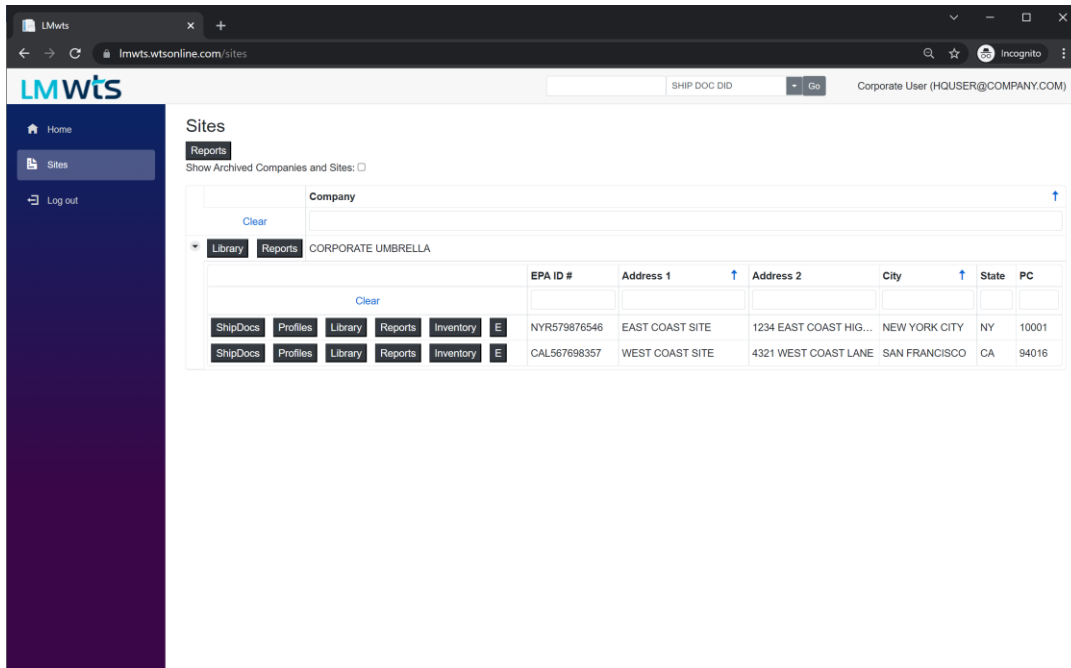 LMwts
lmwts.wtsonline.com/sites
Incognito
LMwts
SHIP DOC DID
Go
Corporate User (HQUSER@COMPANY.COM)
Home
Sites
Log out
Sites
Reports
Show Archived Companies and Sites:
Company
Clear
Library Reports CORPORATE UMBRELLA
EPA ID # Address 1 Address 2 City State PC
Clear
ShipDocs Profiles Library Reports Inventory E NYR579876546 EAST COAST SITE 1234 EAST COAST HIG... NEW YORK CITY NY 10001
ShipDocs Profiles Library Reports Inventory E CAL567698357 WEST COAST SITE 4321 WEST COAST LANE SAN FRANCISCO CA 94016